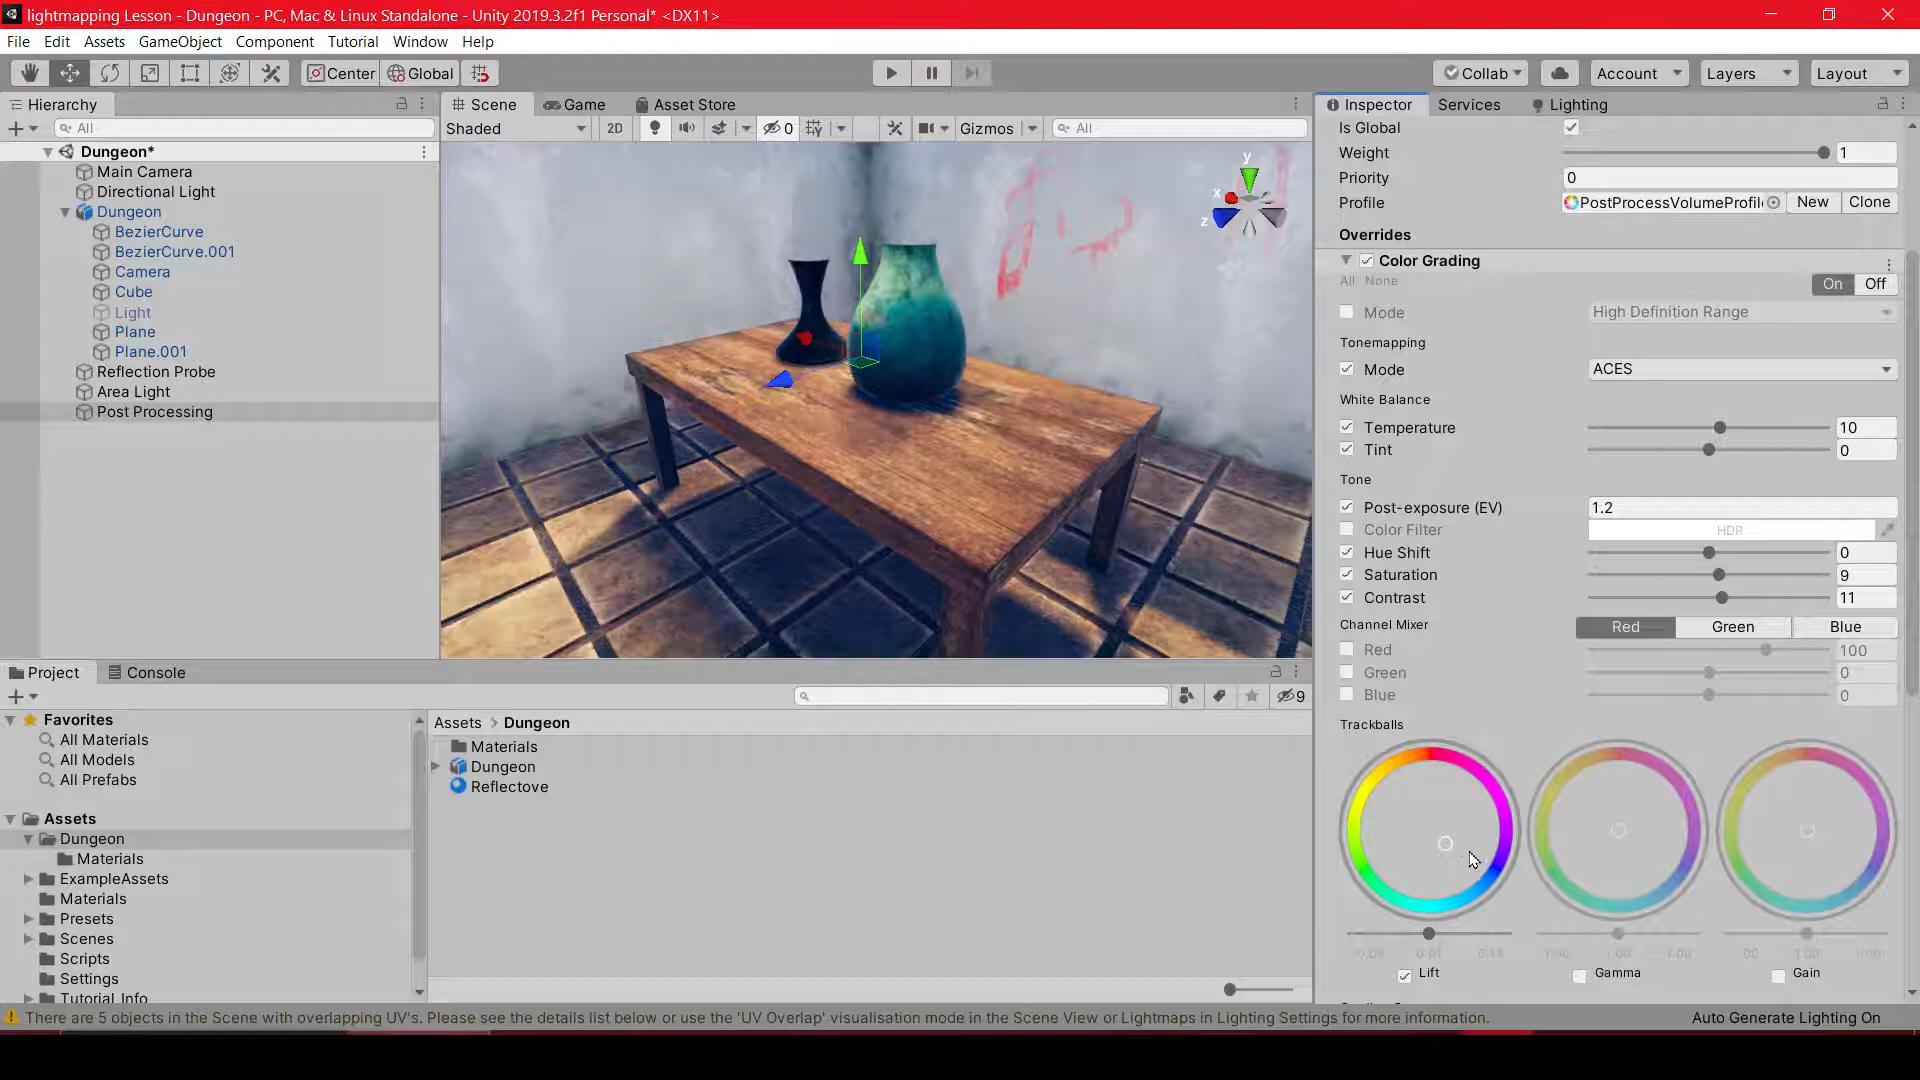 lightmapping Lesson - Dungeon - PC, Mac & Linux Standalone - Unity 2019.3.2f1 Personal* <DX11>
File Edit Assets GameObject Component Tutorial Window Help
Center Global Collab Account Layers Layout
Hierarchy
All
Dungeon*
Main Camera
Directional Light
Dungeon
BezierCurve
BezierCurve.001
Camera
Cube
Light
Plane
Plane.001
Reflection Probe
Area Light
Post Processing
Scene Game Asset Store
Shaded 2D 0 Gizmos All
y
x
z
Inspector Services Lighting
Is Global
Weight 1
Priority 0
Profile PostProcessVolumeProfile New Clone
Overrides
Color Grading
All None On Off
Mode High Definition Range
Tonemapping
Mode ACES
White Balance
Temperature 10
Tint 0
Tone
Post-exposure (EV) 1.2
Color Filter HDR
Hue Shift 0
Saturation 9
Contrast 11
Channel Mixer Red Green Blue
Red 100
Green 0
Blue 0
Trackballs
Lift Gamma Gain
Project Console
9
Favorites
All Materials
All Models
All Prefabs
Assets
Dungeon
Materials
ExampleAssets
Materials
Presets
Scenes
Scripts
Settings
Tutorial Info
Assets > Dungeon
Materials
Dungeon
Reflectove
There are 5 objects in the Scene with overlapping UV's. Please see the details list below or use the 'UV Overlap' visualisation mode in the Scene View or Lightmaps in Lighting Settings for more information.
Auto Generate Lighting On